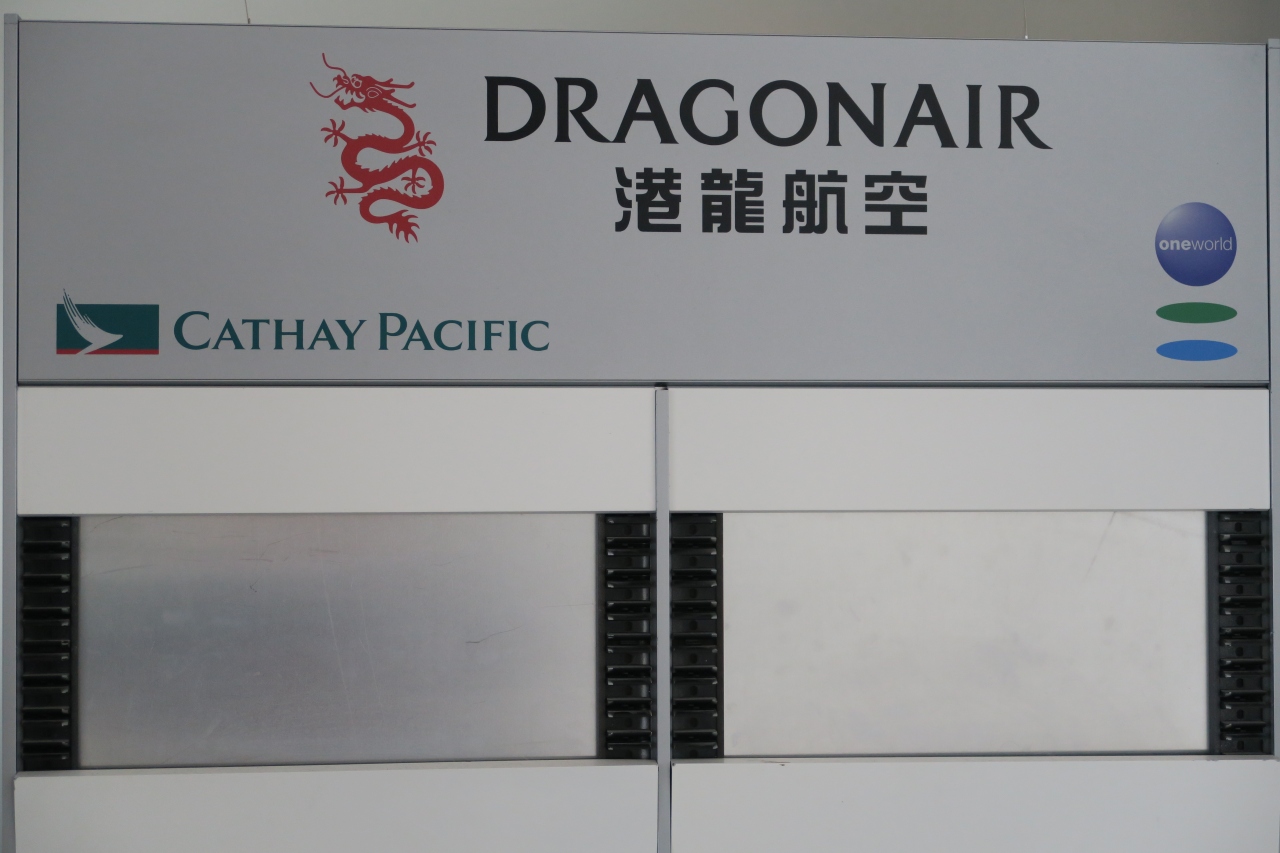 DRAGONAIR
港龍航空
oneworld
CATHAY PACIFIC